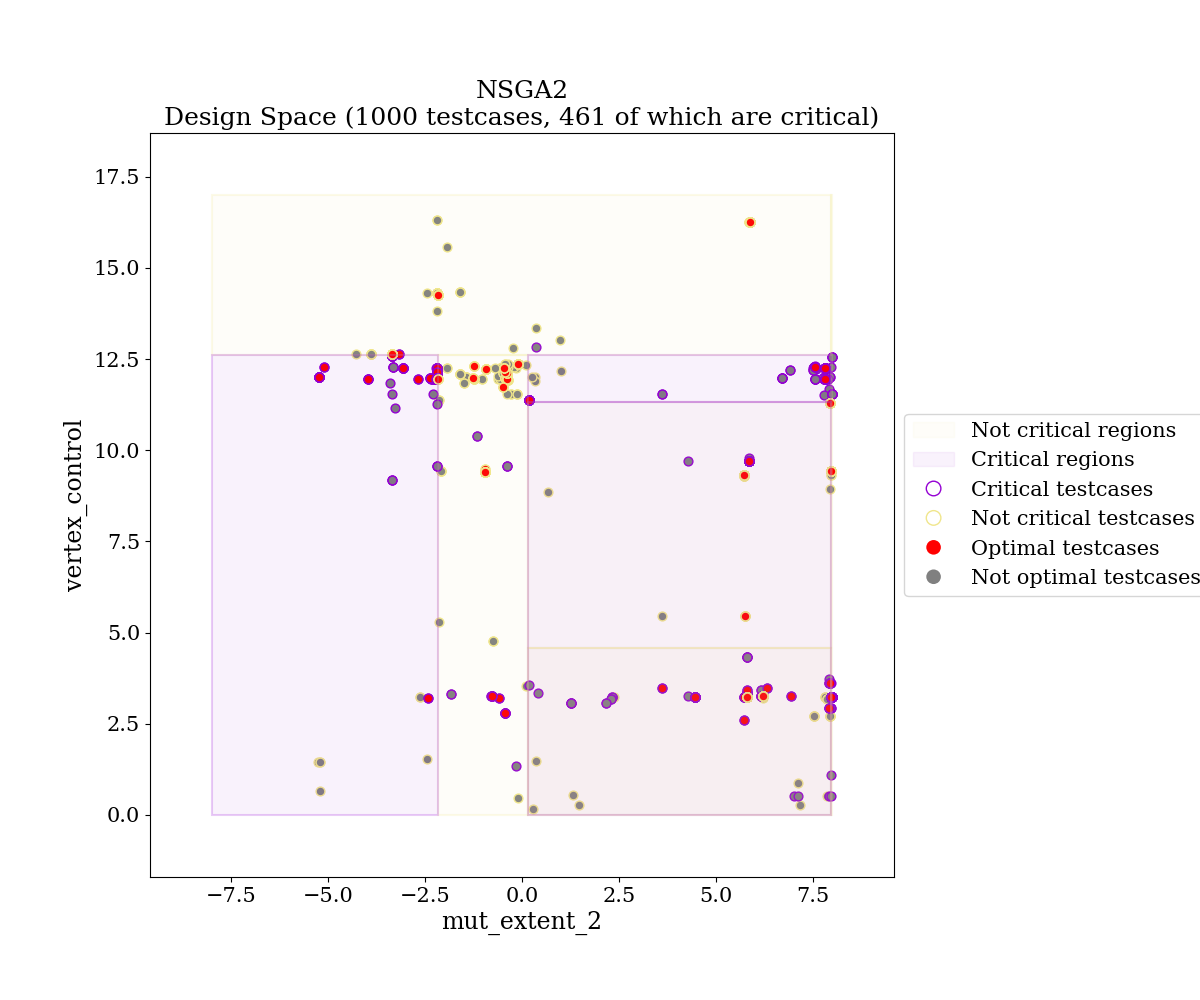 NSGA2
Design Space (1000 testcases, 461 of which are critical)
17.5
15.0
12.5
10.0
7.5
5.0
2.5
0.0
vertex_control
−7.5
−5.0
−2.5
0.0
2.5
5.0
7.5
mut_extent_2
Not critical regions
Critical regions
Critical testcases
Not critical testcases
Optimal testcases
Not optimal testcases